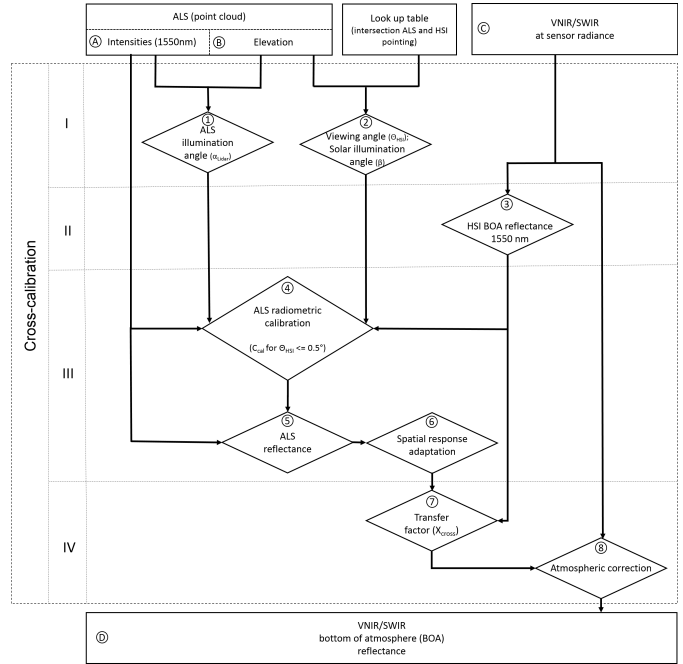 ALS (point cloud)
Ⓐ Intensities (1550nm)
Ⓑ Elevation
Look up table
(intersection ALS and HSI
pointing)
Ⓒ
VNIR/SWIR
at sensor radiance
Cross-calibration
I
①
ALS
illumination
angle (αLidar)
②
Viewing angle (ΘHSI);
Solar illumination
angle (β)
II
③
HSI BOA reflectance
1550 nm
III
④
ALS radiometric
calibration
(Ccal for ΘHSI <= 0.5°)
⑤
ALS
reflectance
⑥
Spatial response
adaptation
IV
⑦
Transfer
factor (Xcross)
⑧
Atmospheric correction
Ⓓ
VNIR/SWIR
bottom of atmosphere (BOA)
reflectance